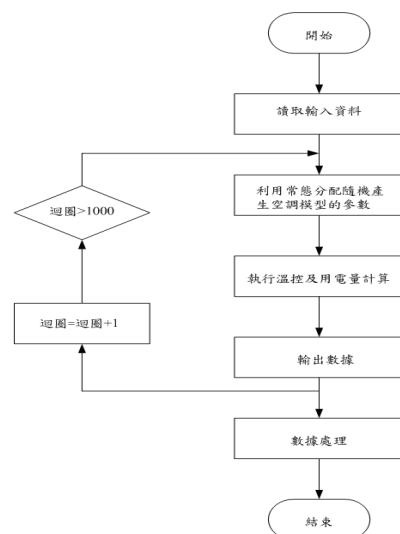 開始
讀取輸入資料
迴圈>1000
利用常態分配隨機產
生空調模型的參數
執行溫控及用電量計算
迴圈=迴圈+1
輸出數據
數據處理
結束